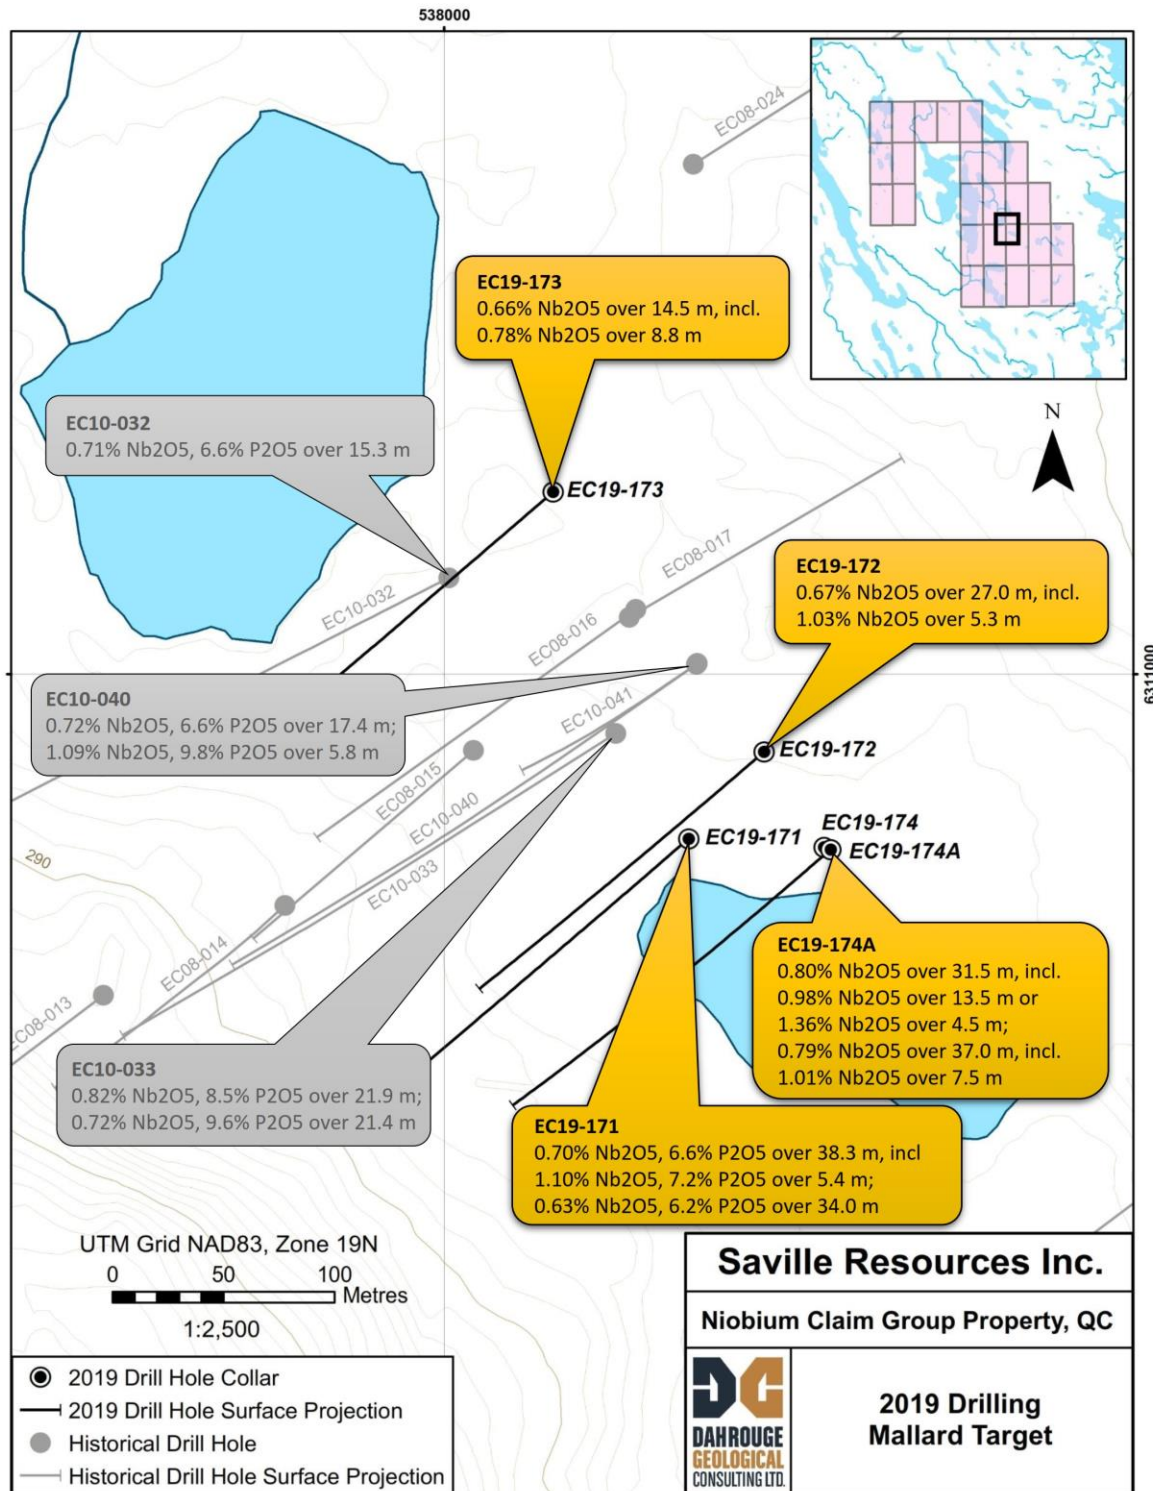 538000
EC08-024
EC19-173
0.66% Nb2O5 over 14.5 m, incl.
0.78% Nb2O5 over 8.8 m
EC10-032
0.71% Nb2O5, 6.6% P2O5 over 15.3 m
N
EC19-173
EC08-017
EC10-032
EC08-016
EC19-172
0.67% Nb2O5 over 27.0 m, incl.
1.03% Nb2O5 over 5.3 m
6311000
EC10-040
0.72% Nb2O5, 6.6% P2O5 over 17.4 m;
1.09% Nb2O5, 9.8% P2O5 over 5.8 m
EC10-041
EC19-172
EC08-015
EC10-040
EC19-174
EC19-171
EC19-174A
290
EC10-033
EC08-014
EC08-013
EC19-174A
0.80% Nb2O5 over 31.5 m, incl.
0.98% Nb2O5 over 13.5 m or
1.36% Nb2O5 over 4.5 m;
0.79% Nb2O5 over 37.0 m, incl.
1.01% Nb2O5 over 7.5 m
EC10-033
0.82% Nb2O5, 8.5% P2O5 over 21.9 m;
0.72% Nb2O5, 9.6% P2O5 over 21.4 m
EC19-171
0.70% Nb2O5, 6.6% P2O5 over 38.3 m, incl
1.10% Nb2O5, 7.2% P2O5 over 5.4 m;
0.63% Nb2O5, 6.2% P2O5 over 34.0 m
UTM Grid NAD83, Zone 19N
0 50 100
Metres
1:2,500
2019 Drill Hole Collar
2019 Drill Hole Surface Projection
Historical Drill Hole
Historical Drill Hole Surface Projection
Saville Resources Inc.
Niobium Claim Group Property, QC
DAHROUGE
GEOLOGICAL
CONSULTING LTD.
2019 Drilling
Mallard Target